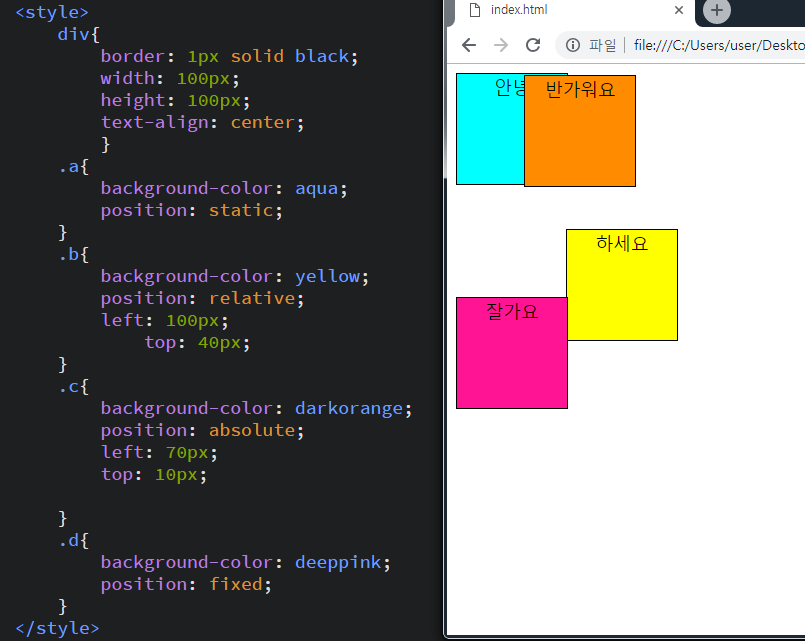 <style>
div{
border: 1px solid black;
width: 100px;
height: 100px;
text-align: center;
}
.a{
background-color: aqua;
position: static;
}
.b{
background-color: yellow;
position: relative;
left: 100px;
top: 40px;
}
.c{
background-color: darkorange;
position: absolute;
left: 70px;
top: 10px;
}
.d{
background-color: deeppink;
position: fixed;
}
</style>
index.html
파일 file:///C:/Users/user/Deskto
반가워요
하세요
잘가요